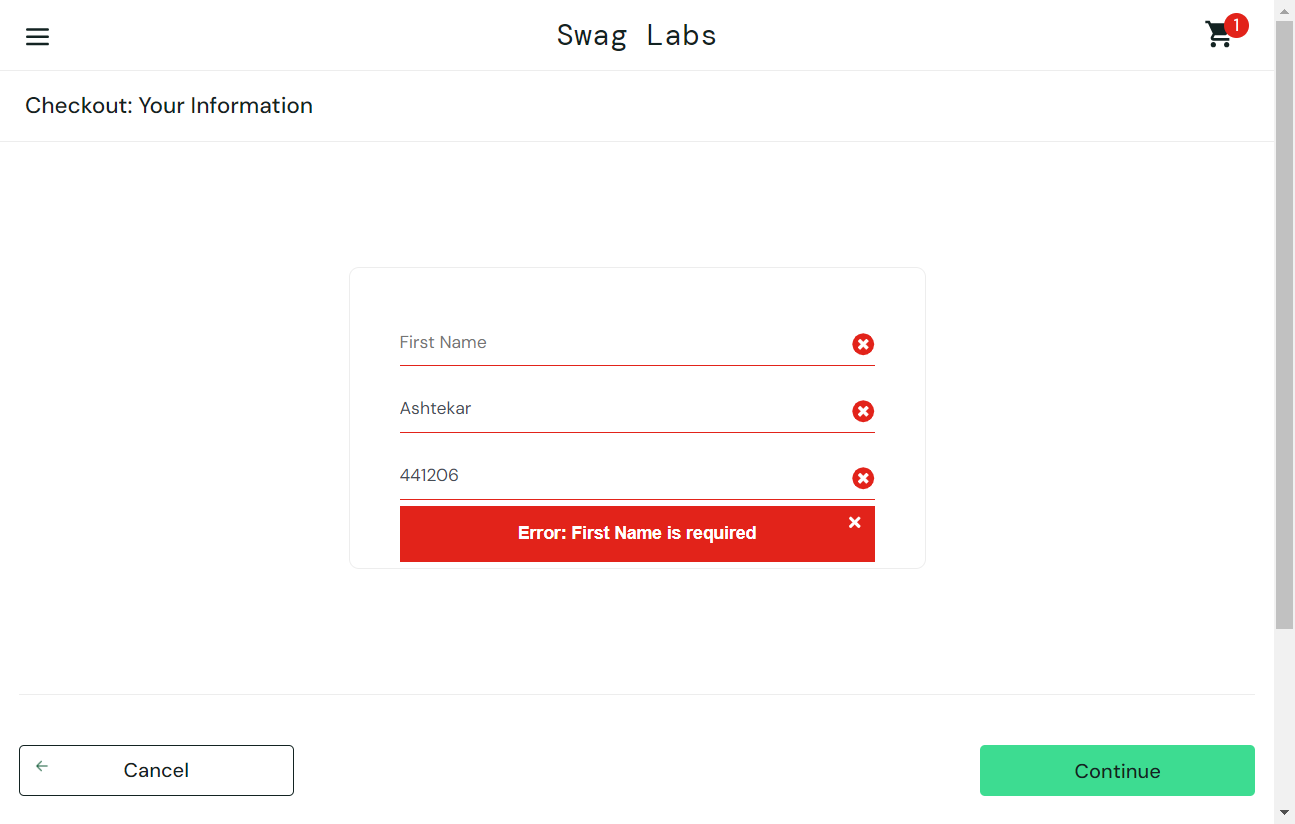 Swag Labs
1
Checkout: Your Information
First Name
Ashtekar
441206
Error: First Name is required
Cancel
Continue